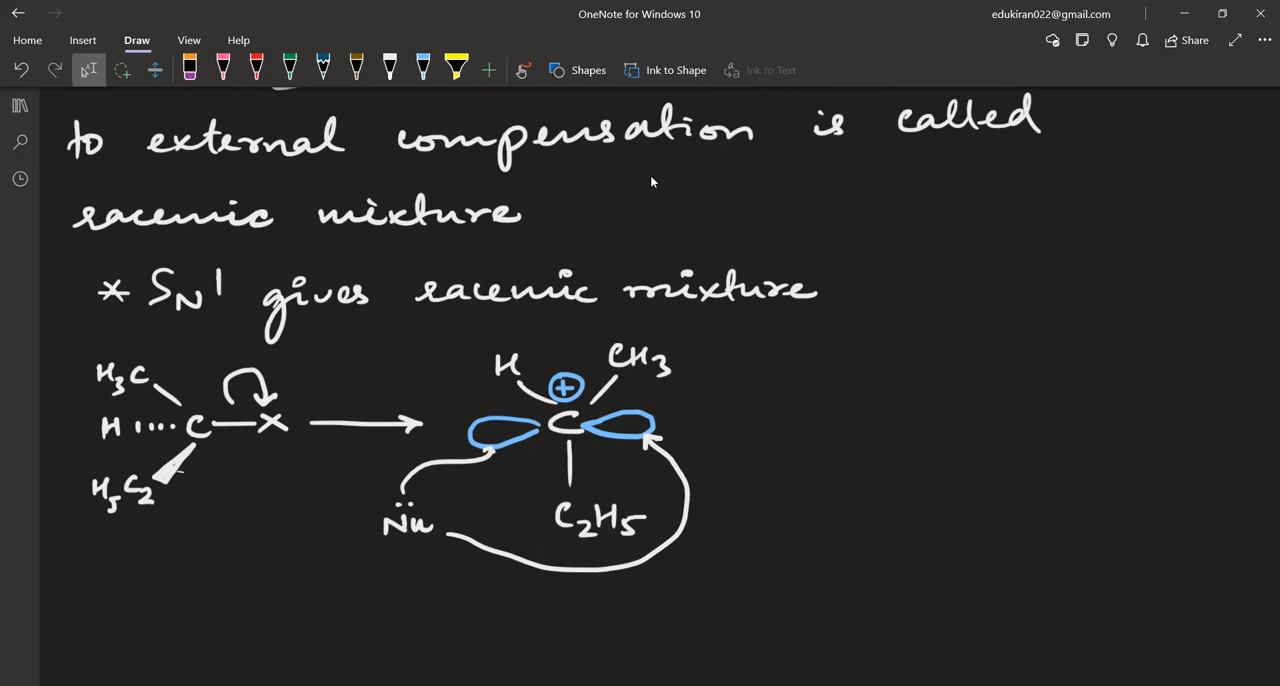 OneNote for Windows 10
edukiran022@gmail.com
Home Insert Draw View Help
Share
Shapes Ink to Shape Ink to Text
to external compensation is called
racemic mixture
* SN1 gives racemic mixture
H3C
H C X
H5C2
H CH3
+
C
C2H5
Nu